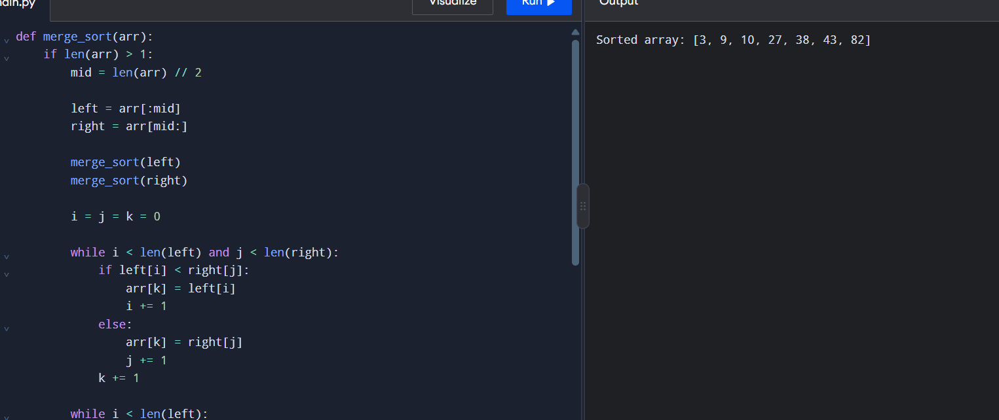 main.py
Visualize
Run
Output
def merge_sort(arr):
    if len(arr) > 1:
        mid = len(arr) // 2

        left = arr[:mid]
        right = arr[mid:]

        merge_sort(left)
        merge_sort(right)

        i = j = k = 0

        while i < len(left) and j < len(right):
            if left[i] < right[j]:
                arr[k] = left[i]
                i += 1
            else:
                arr[k] = right[j]
                j += 1
            k += 1

        while i < len(left):
Sorted array: [3, 9, 10, 27, 38, 43, 82]